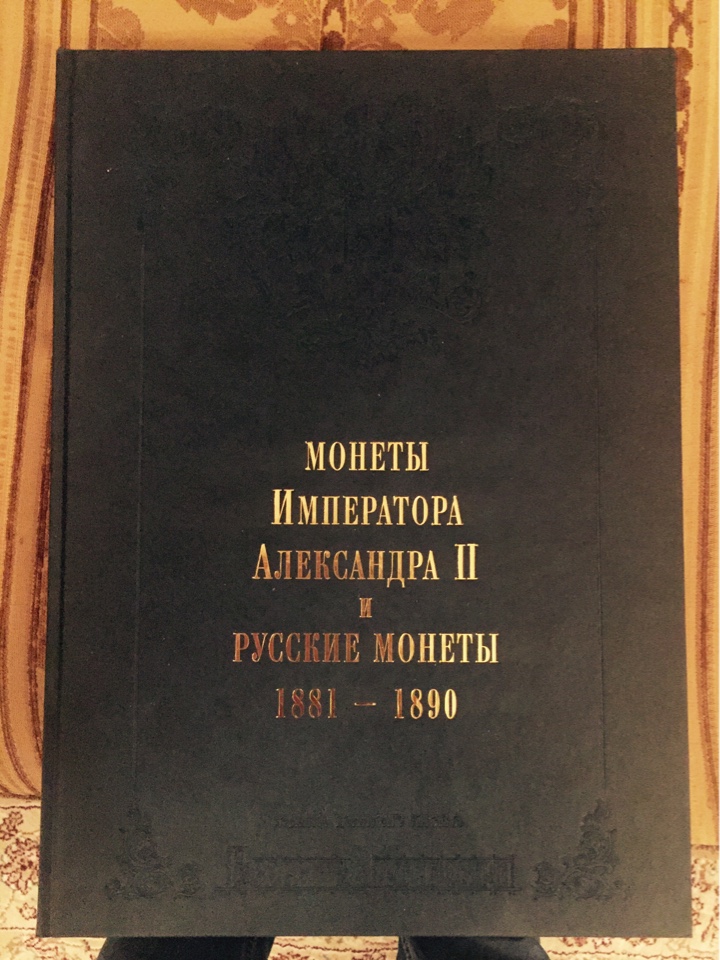 МОНЕТЫ
ИМПЕРАТОРА
АЛЕКСАНДРА II
И
РУССКИЕ МОНЕТЫ
1881 – 1890